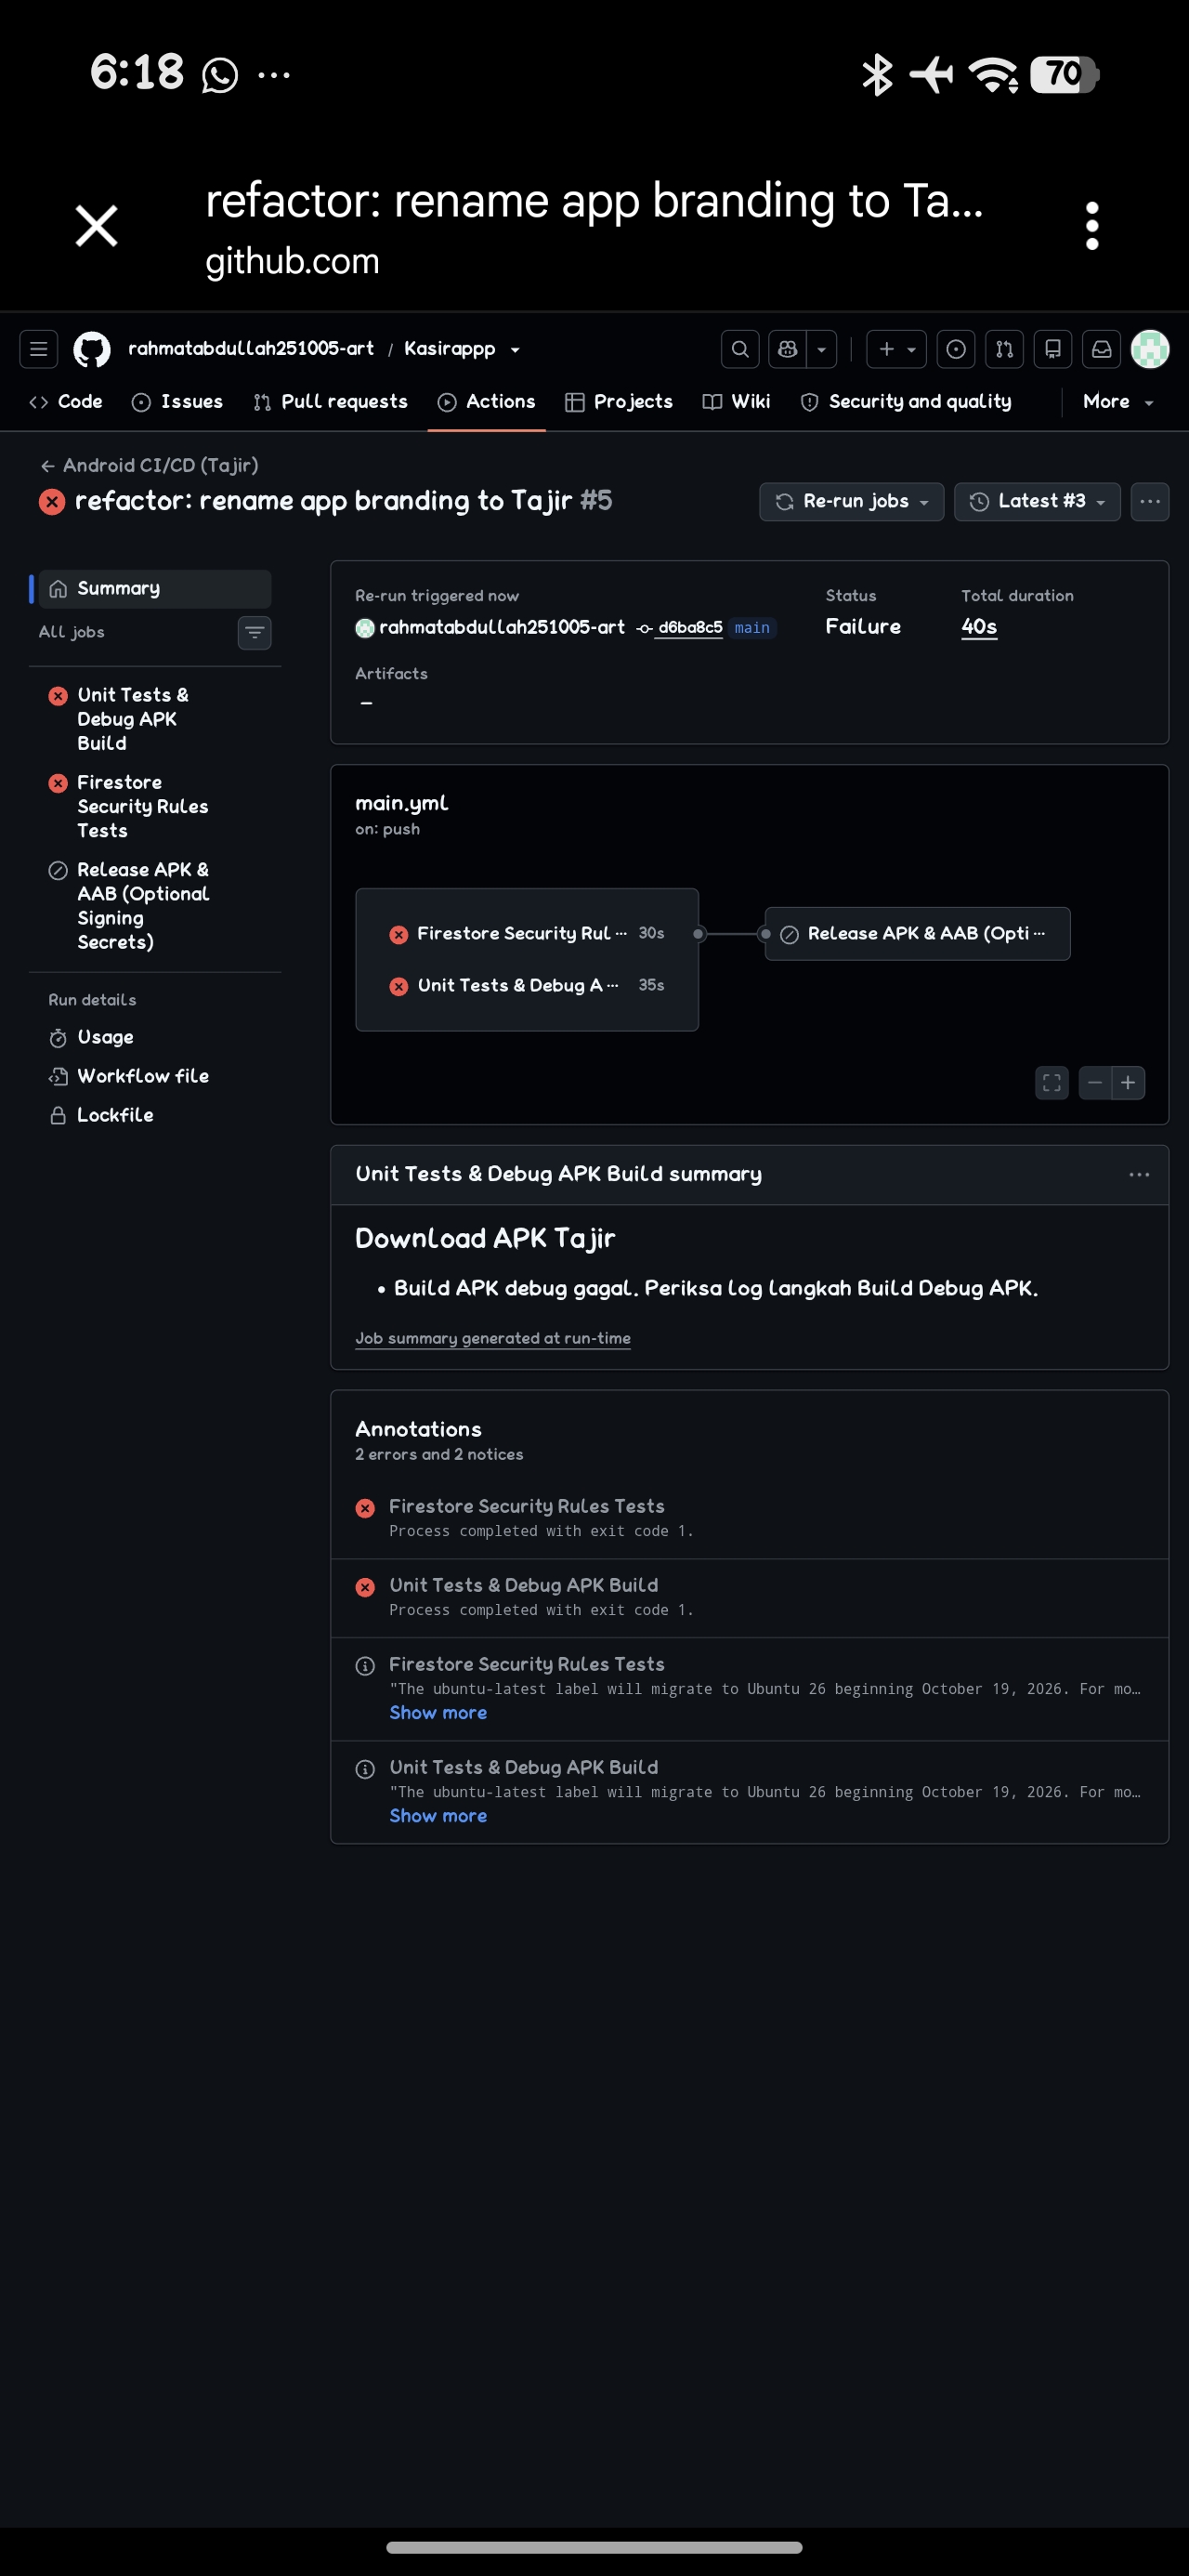 6:18
70
refactor: rename app branding to Ta...
github.com
rahmatabdullah251005-art / Kasirappp
Code Issues Pull requests Actions Projects Wiki Security and quality More
Android CI/CD (Tajir)
refactor: rename app branding to Tajir #5
Re-run jobs
Latest #3
Summary
All jobs
Unit Tests &
Debug APK
Build
Firestore
Security Rules
Tests
Release APK &
AAB (Optional
Signing
Secrets)
Run details
Usage
Workflow file
Lockfile
Re-run triggered now
rahmatabdullah251005-art d6ba8c5 main
Status
Failure
Total duration
40s
Artifacts
–
main.yml
on: push
Firestore Security Rul ... 30s
Unit Tests & Debug A ... 35s
Release APK & AAB (Opti ...
Unit Tests & Debug APK Build summary
Download APK Tajir
• Build APK debug gagal. Periksa log langkah Build Debug APK.
Job summary generated at run-time
Annotations
2 errors and 2 notices
Firestore Security Rules Tests
Process completed with exit code 1.
Unit Tests & Debug APK Build
Process completed with exit code 1.
Firestore Security Rules Tests
"The ubuntu-latest label will migrate to Ubuntu 26 beginning October 19, 2026. For mo...
Show more
Unit Tests & Debug APK Build
"The ubuntu-latest label will migrate to Ubuntu 26 beginning October 19, 2026. For mo...
Show more